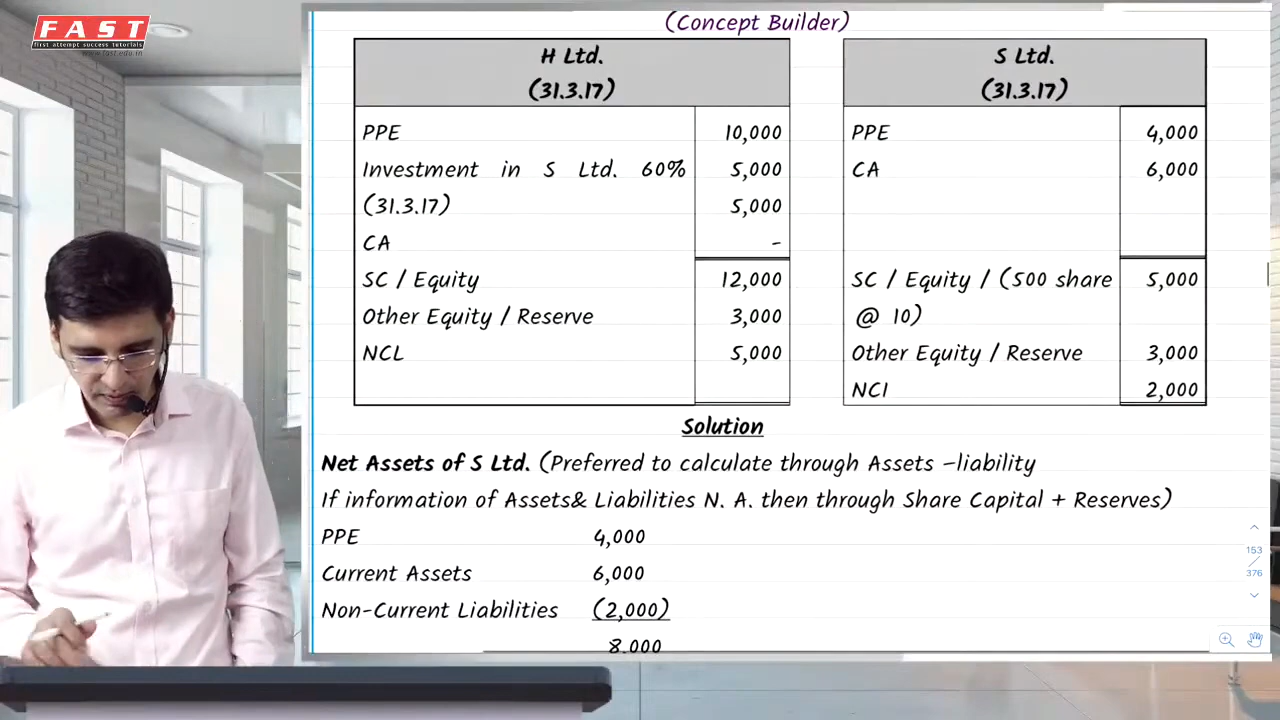 FAST
first attempt success tutorials
www.fast.edu.in
(Concept Builder)
H Ltd.
(31.3.17)
PPE 10,000
Investment in S Ltd. 60% 5,000
(31.3.17) 5,000
CA -
SC / Equity 12,000
Other Equity / Reserve 3,000
NCL 5,000
S Ltd.
(31.3.17)
PPE 4,000
CA 6,000
SC / Equity / (500 share 5,000
@ 10)
Other Equity / Reserve 3,000
NCI 2,000
Solution
Net Assets of S Ltd. (Preferred to calculate through Assets –liability
If information of Assets& Liabilities N. A. then through Share Capital + Reserves)
PPE 4,000
Current Assets 6,000
Non-Current Liabilities (2,000)
8,000
153
/
376